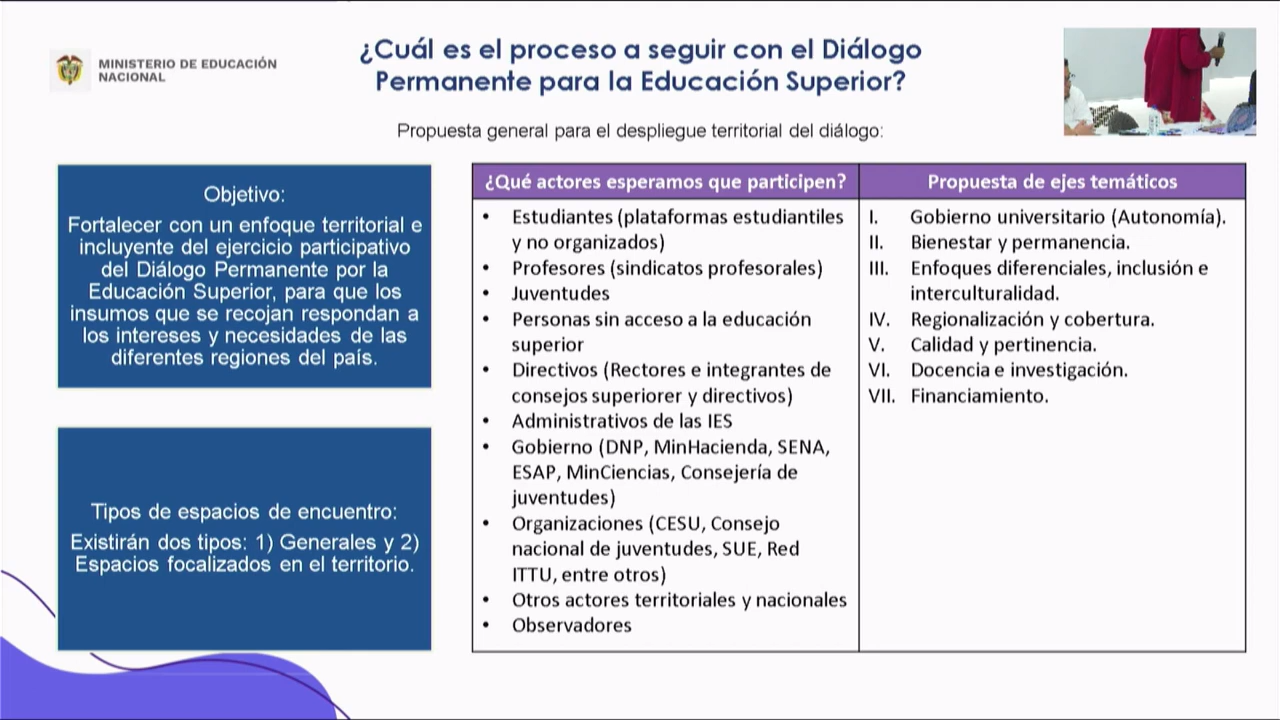 MINISTERIO DE EDUCACIÓN
NACIONAL
¿Cuál es el proceso a seguir con el Diálogo
Permanente para la Educación Superior?
Propuesta general para el despliegue territorial del diálogo:
Objetivo:
Fortalecer con un enfoque territorial e
incluyente del ejercicio participativo
del Diálogo Permanente por la
Educación Superior, para que los
insumos que se recojan respondan a
los intereses y necesidades de las
diferentes regiones del país.
Tipos de espacios de encuentro:
Existirán dos tipos: 1) Generales y 2)
Espacios focalizados en el territorio.
¿Qué actores esperamos que participen?
• Estudiantes (plataformas estudiantiles
y no organizados)
• Profesores (sindicatos profesorales)
• Juventudes
• Personas sin acceso a la educación
superior
• Directivos (Rectores e integrantes de
consejos superiorer y directivos)
• Administrativos de las IES
• Gobierno (DNP, MinHacienda, SENA,
ESAP, MinCiencias, Consejería de
juventudes)
• Organizaciones (CESU, Consejo
nacional de juventudes, SUE, Red
ITTU, entre otros)
• Otros actores territoriales y nacionales
• Observadores
Propuesta de ejes temáticos
I. Gobierno universitario (Autonomía).
II. Bienestar y permanencia.
III. Enfoques diferenciales, inclusión e
interculturalidad.
IV. Regionalización y cobertura.
V. Calidad y pertinencia.
VI. Docencia e investigación.
VII. Financiamiento.